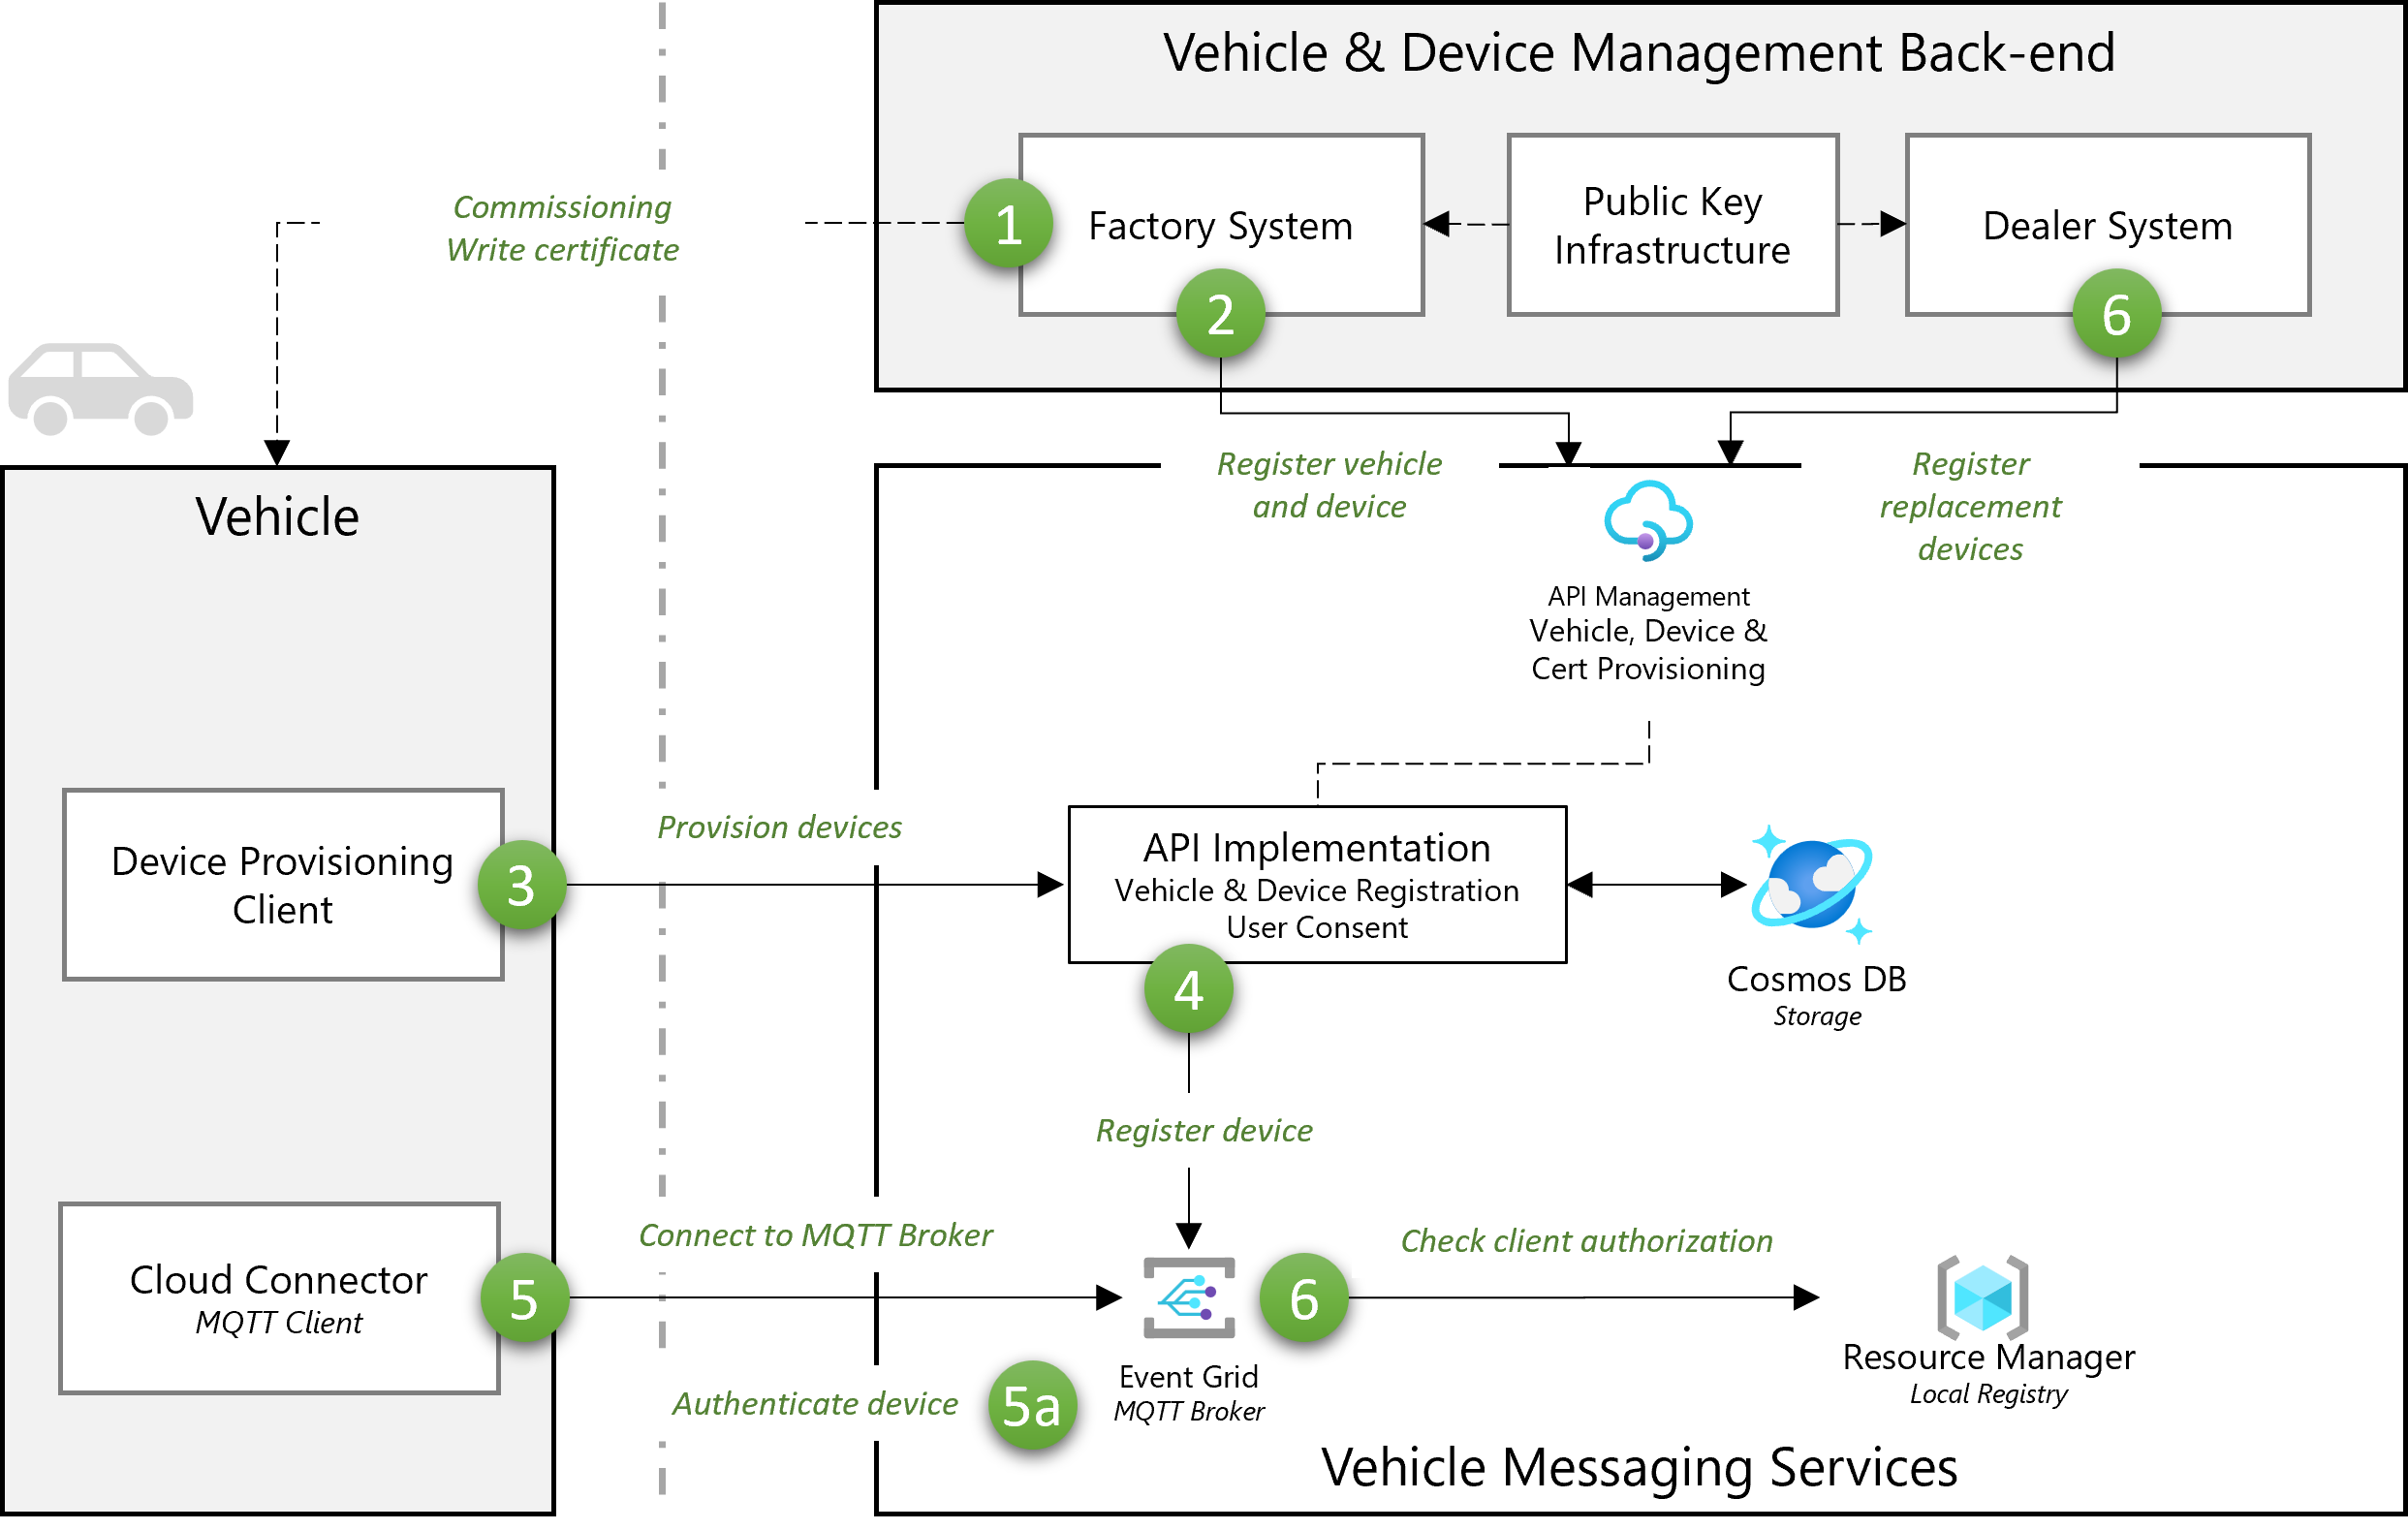 Vehicle & Device Management Back-end
Commissioning
Write certificate
1
Factory System
2
Public Key
Infrastructure
Dealer System
6
Register vehicle
and device
Register
replacement
devices
API Management
Vehicle, Device &
Cert Provisioning
Vehicle
Device Provisioning
Client
3
Provision devices
API Implementation
Vehicle & Device Registration
User Consent
4
Cosmos DB
Storage
Register device
Cloud Connector
MQTT Client
5
Connect to MQTT Broker
Authenticate device
5a
Event Grid
MQTT Broker
6
Check client authorization
Resource Manager
Local Registry
Vehicle Messaging Services